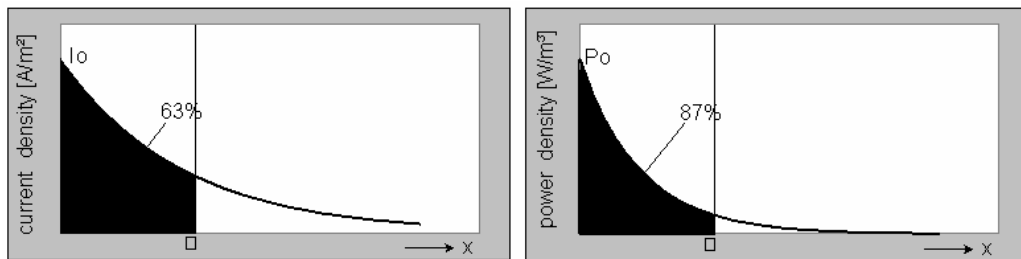 current density [A/m²]
Io
63%
x
power density [W/m³]
Po
87%
x